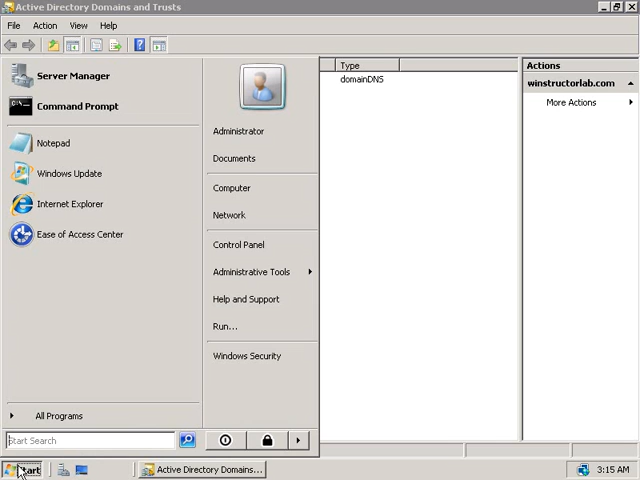 Active Directory Domains and Trusts
File Action View Help
Type
domainDNS
Actions
winstructorlab.com
More Actions
Server Manager
Command Prompt
Notepad
Windows Update
Internet Explorer
Ease of Access Center
All Programs
Start Search
Administrator
Documents
Computer
Network
Control Panel
Administrative Tools
Help and Support
Run...
Windows Security
Start
Active Directory Domains...
3:15 AM